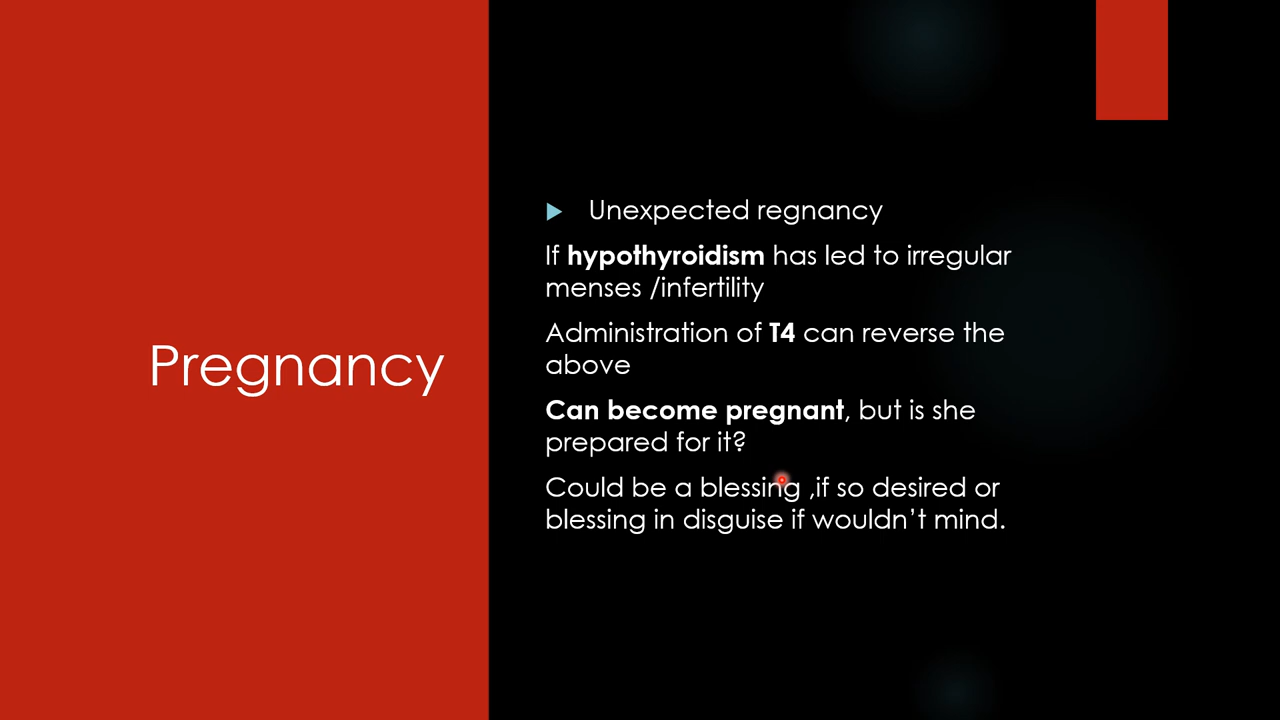 Pregnancy
Unexpected regnancy
If hypothyroidism has led to irregular
menses /infertility
Administration of T4 can reverse the
above
Can become pregnant, but is she
prepared for it?
Could be a blessing ,if so desired or
blessing in disguise if wouldn’t mind.